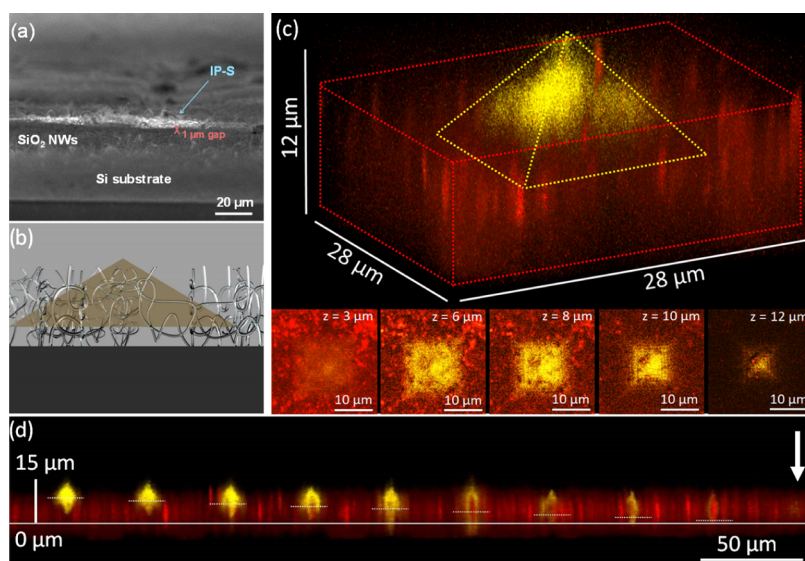 (a)
IP-S
1 μm gap
SiO₂ NWs
Si substrate
20 μm
(b)
(c)
12 μm
28 μm
28 μm
z = 3 μm
z = 6 μm
z = 8 μm
z = 10 μm
z = 12 μm
10 μm
10 μm
10 μm
10 μm
10 μm
(d)
15 μm
0 μm
50 μm